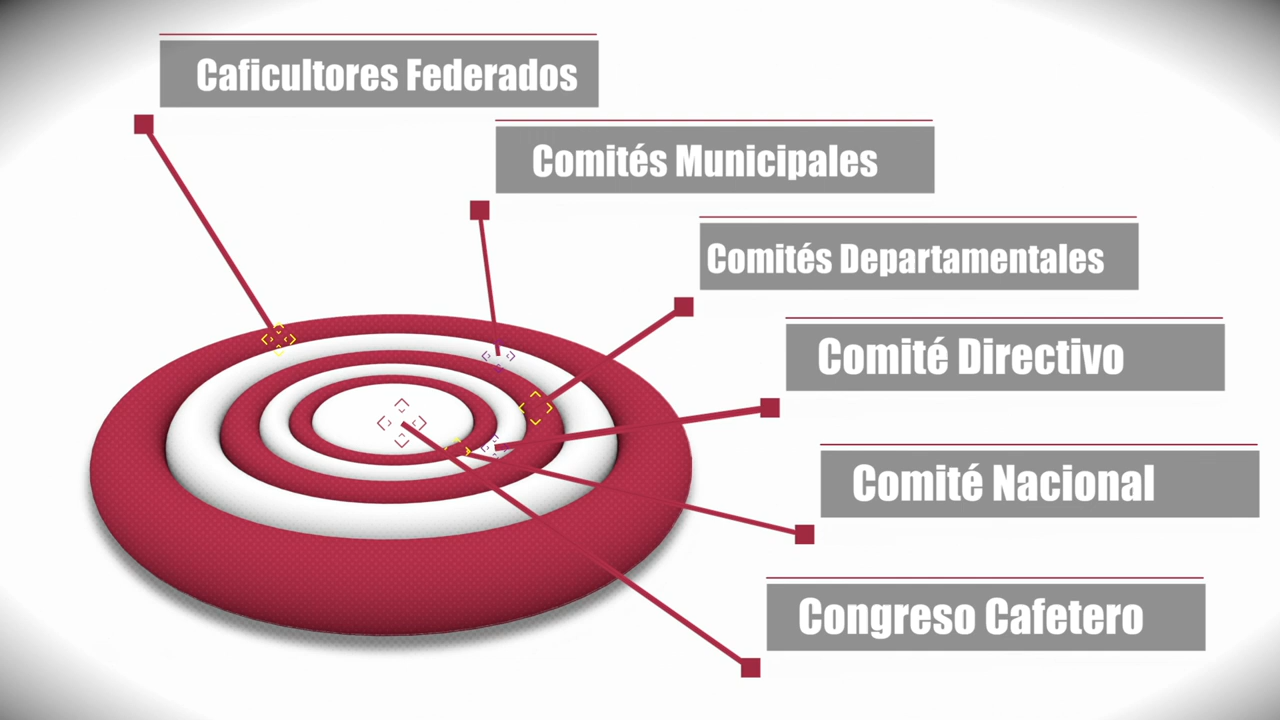 Caficultores Federados
Comités Municipales
Comités Departamentales
Comité Directivo
Comité Nacional
Congreso Cafetero